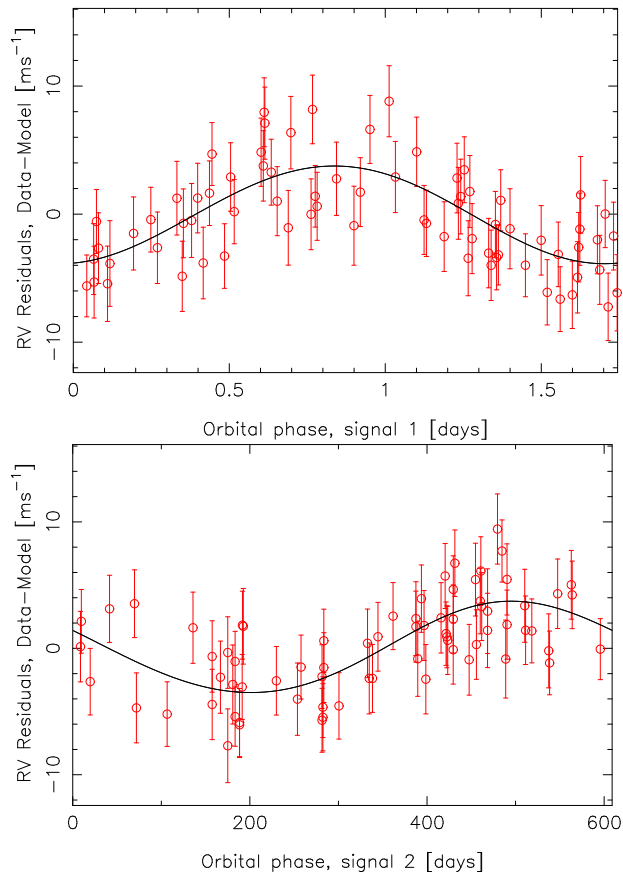 10
0
−10
RV Residuals, Data−Model [ms⁻¹]
0 0.5 1 1.5
Orbital phase, signal 1 [days]
10
0
−10
RV Residuals, Data−Model [ms⁻¹]
0 200 400 600
Orbital phase, signal 2 [days]